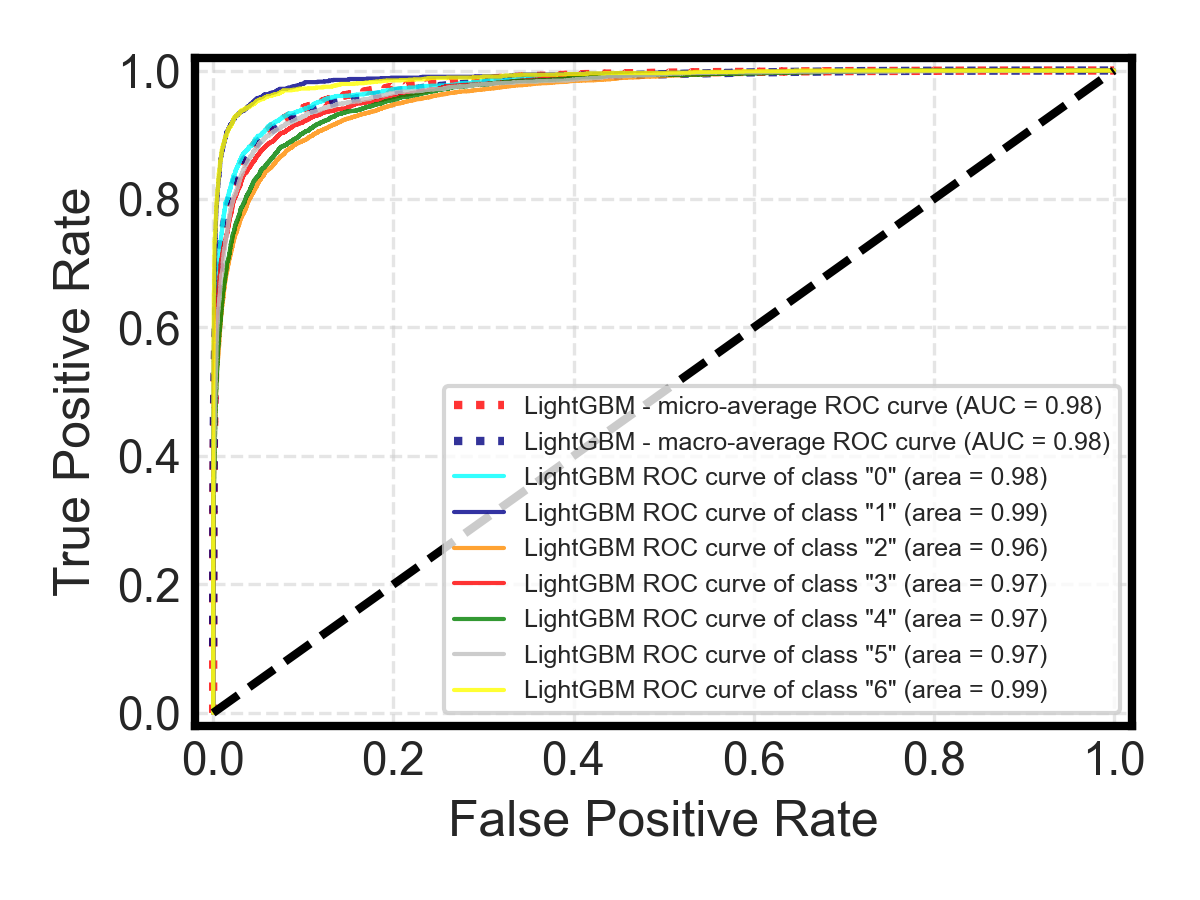 1.0
0.8
0.6
0.4
0.2
0.0
True Positive Rate
LightGBM - micro-average ROC curve (AUC = 0.98)
LightGBM - macro-average ROC curve (AUC = 0.98)
LightGBM ROC curve of class "0" (area = 0.98)
LightGBM ROC curve of class "1" (area = 0.99)
LightGBM ROC curve of class "2" (area = 0.96)
LightGBM ROC curve of class "3" (area = 0.97)
LightGBM ROC curve of class "4" (area = 0.97)
LightGBM ROC curve of class "5" (area = 0.97)
LightGBM ROC curve of class "6" (area = 0.99)
0.0 0.2 0.4 0.6 0.8 1.0
False Positive Rate